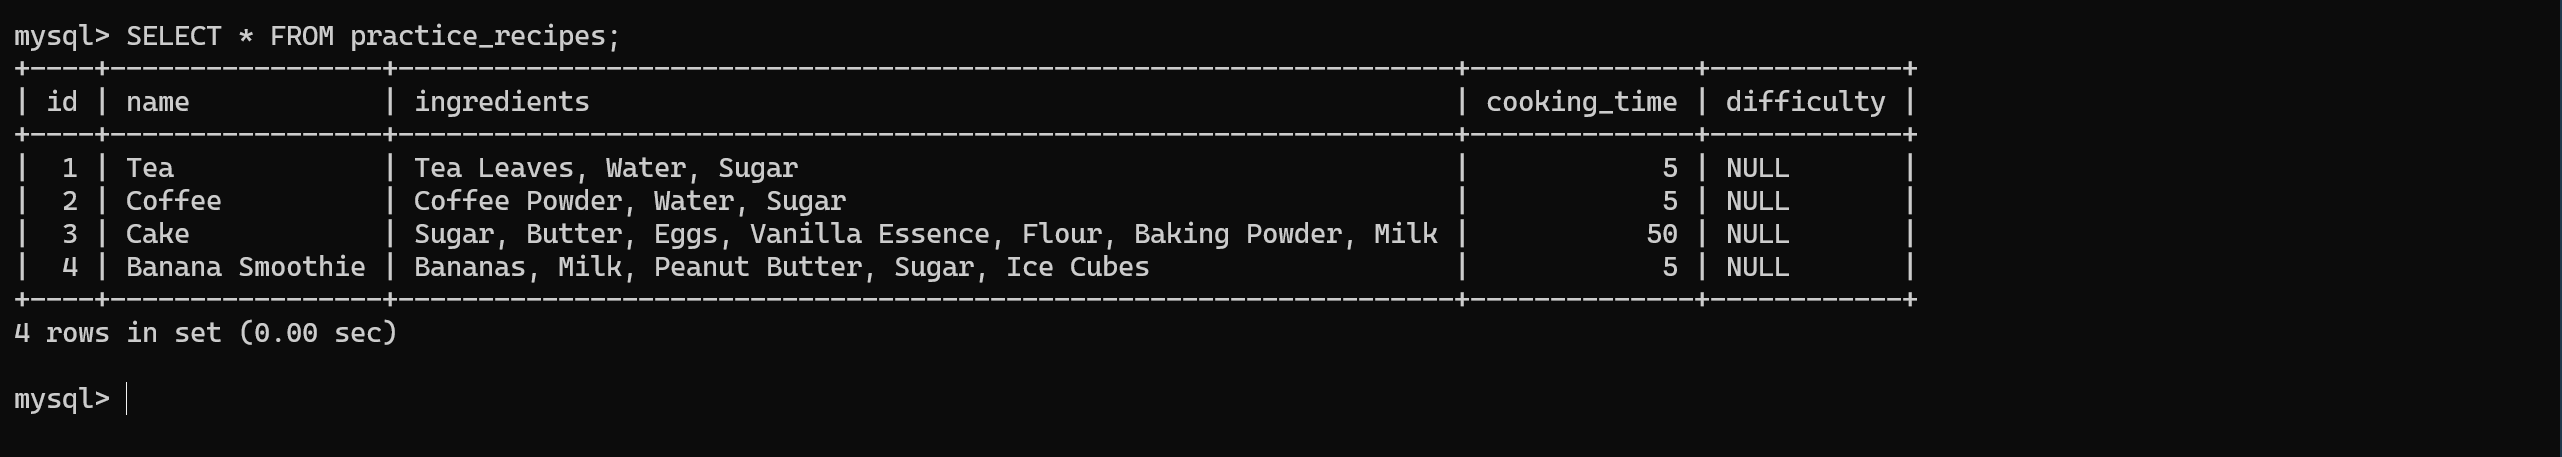 mysql> SELECT * FROM practice_recipes;
+----+----------------+------------------------------------------------------------------+--------------+------------+
| id | name           | ingredients                                                      | cooking_time | difficulty |
+----+----------------+------------------------------------------------------------------+--------------+------------+
|  1 | Tea            | Tea Leaves, Water, Sugar                                         |            5 | NULL       |
|  2 | Coffee         | Coffee Powder, Water, Sugar                                      |            5 | NULL       |
|  3 | Cake           | Sugar, Butter, Eggs, Vanilla Essence, Flour, Baking Powder, Milk |           50 | NULL       |
|  4 | Banana Smoothie | Bananas, Milk, Peanut Butter, Sugar, Ice Cubes                   |            5 | NULL       |
+----+----------------+------------------------------------------------------------------+--------------+------------+
4 rows in set (0.00 sec)
mysql>